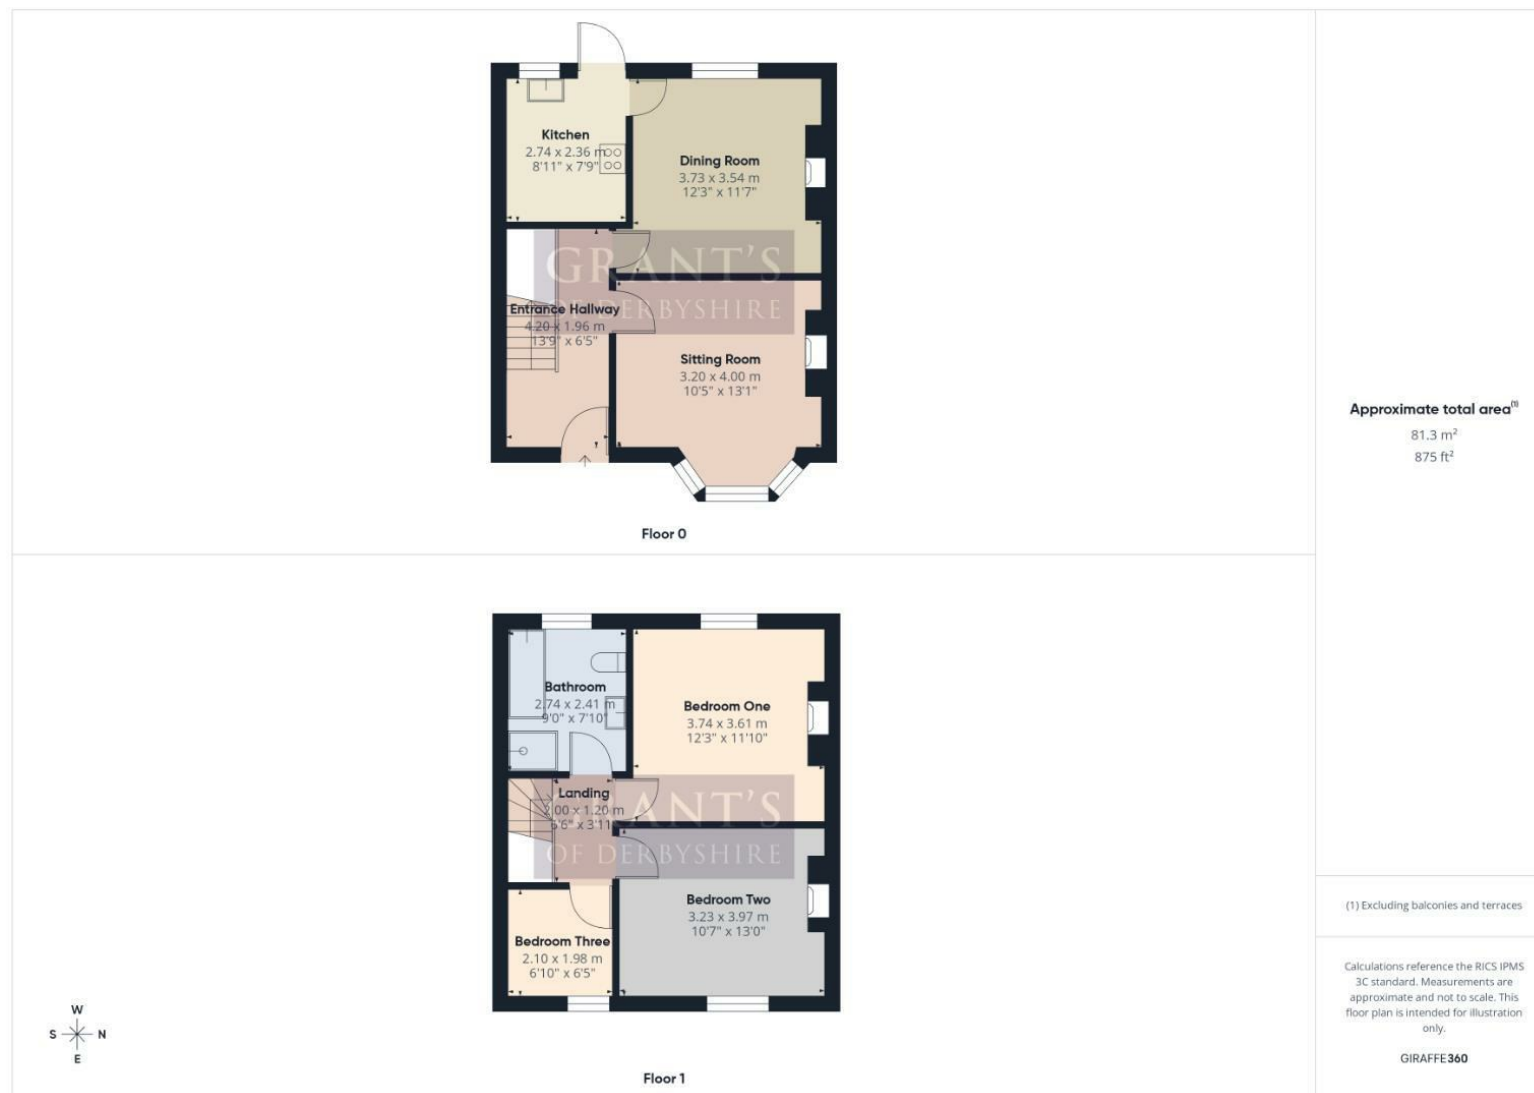 Kitchen
2.74 x 2.36 m
8'11" x 7'9"
Dining Room
3.73 x 3.54 m
12'3" x 11'7"
GRANT'S
OF DERBYSHIRE
Entrance Hallway
4.20 x 1.96 m
13'9" x 6'5"
Sitting Room
3.20 x 4.00 m
10'5" x 13'1"
Floor 0
Approximate total area(1)
81.3 m²
875 ft²
Bathroom
2.74 x 2.41 m
9'0" x 7'10"
Bedroom One
3.74 x 3.61 m
12'3" x 11'10"
Landing
2.00 x 1.20 m
6'6" x 3'11"
GRANT'S
OF DERBYSHIRE
Bedroom Two
3.23 x 3.97 m
10'7" x 13'0"
Bedroom Three
2.10 x 1.98 m
6'10" x 6'5"
W
S N
E
Floor 1
(1) Excluding balconies and terraces
Calculations reference the RICS IPMS
3C standard. Measurements are
approximate and not to scale. This
floor plan is intended for illustration
only.
GIRAFFE360